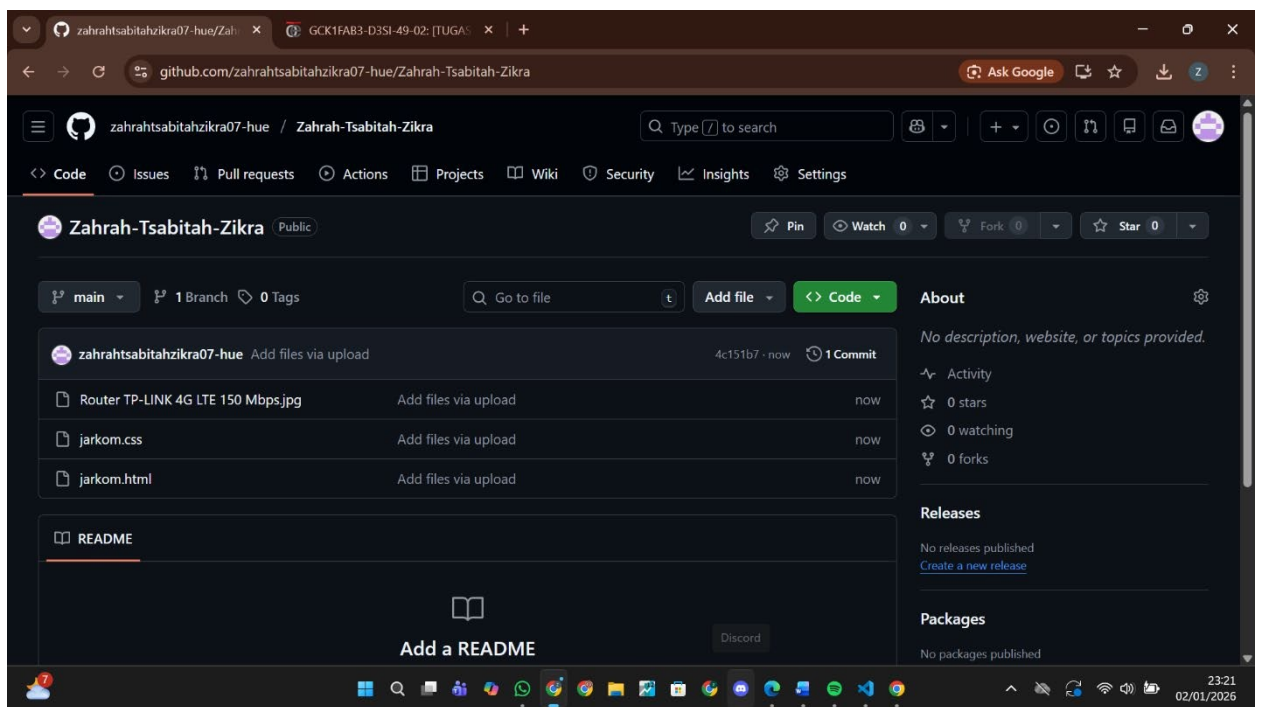 zahrahtsabitahzikra07-hue/Zah
GCK1FAB3-D3SI-49-02: [TUGAS
github.com/zahrahtsabitahzikra07-hue/Zahrah-Tsabitah-Zikra
Ask Google
Z
zahrahtsabitahzikra07-hue / Zahrah-Tsabitah-Zikra
Type / to search
Code Issues Pull requests Actions Projects Wiki Security Insights Settings
Zahrah-Tsabitah-Zikra Public
Pin Watch 0 Fork 0 Star 0
main 1 Branch 0 Tags
Go to file t
Add file <> Code
About
No description, website, or topics provided.
zahrahtsabitahzikra07-hue Add files via upload 4c151b7 · now 1 Commit
Activity
Router TP-LINK 4G LTE 150 Mbps.jpg Add files via upload now
0 stars
0 watching
jarkom.css Add files via upload now
0 forks
jarkom.html Add files via upload now
Releases
README
No releases published
Create a new release
Packages
Add a README
Discord
No packages published
7
23:21
02/01/2026